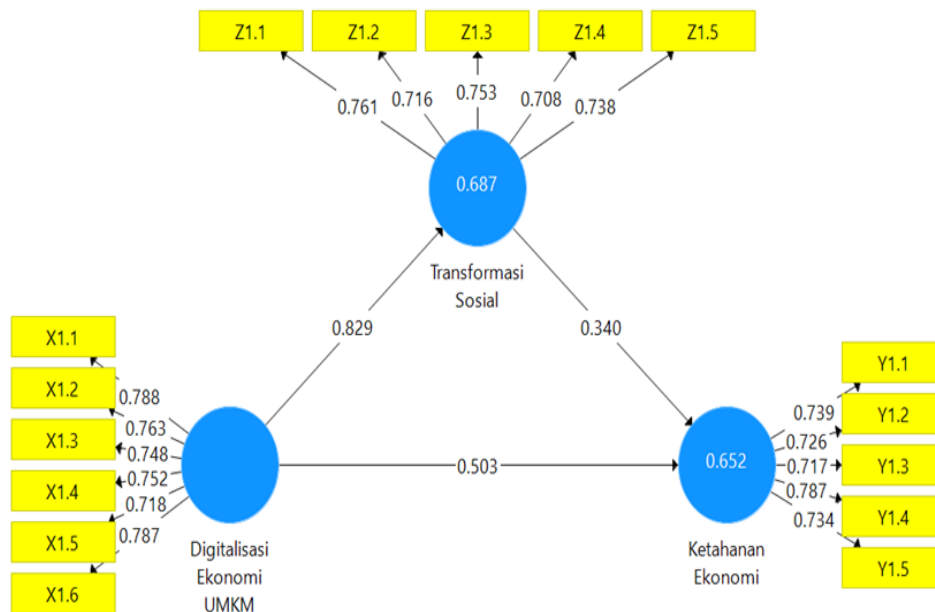 Z1.1 Z1.2 Z1.3 Z1.4 Z1.5
0.761 0.716 0.753 0.708 0.738
0.687
Transformasi
Sosial
0.829 0.340
X1.1
X1.2
X1.3
X1.4
X1.5
X1.6
0.788
0.763
0.748
0.752
0.718
0.787
Digitalisasi
Ekonomi
UMKM
0.503
0.652
Ketahanan
Ekonomi
0.739
0.726
0.717
0.787
0.734
Y1.1
Y1.2
Y1.3
Y1.4
Y1.5